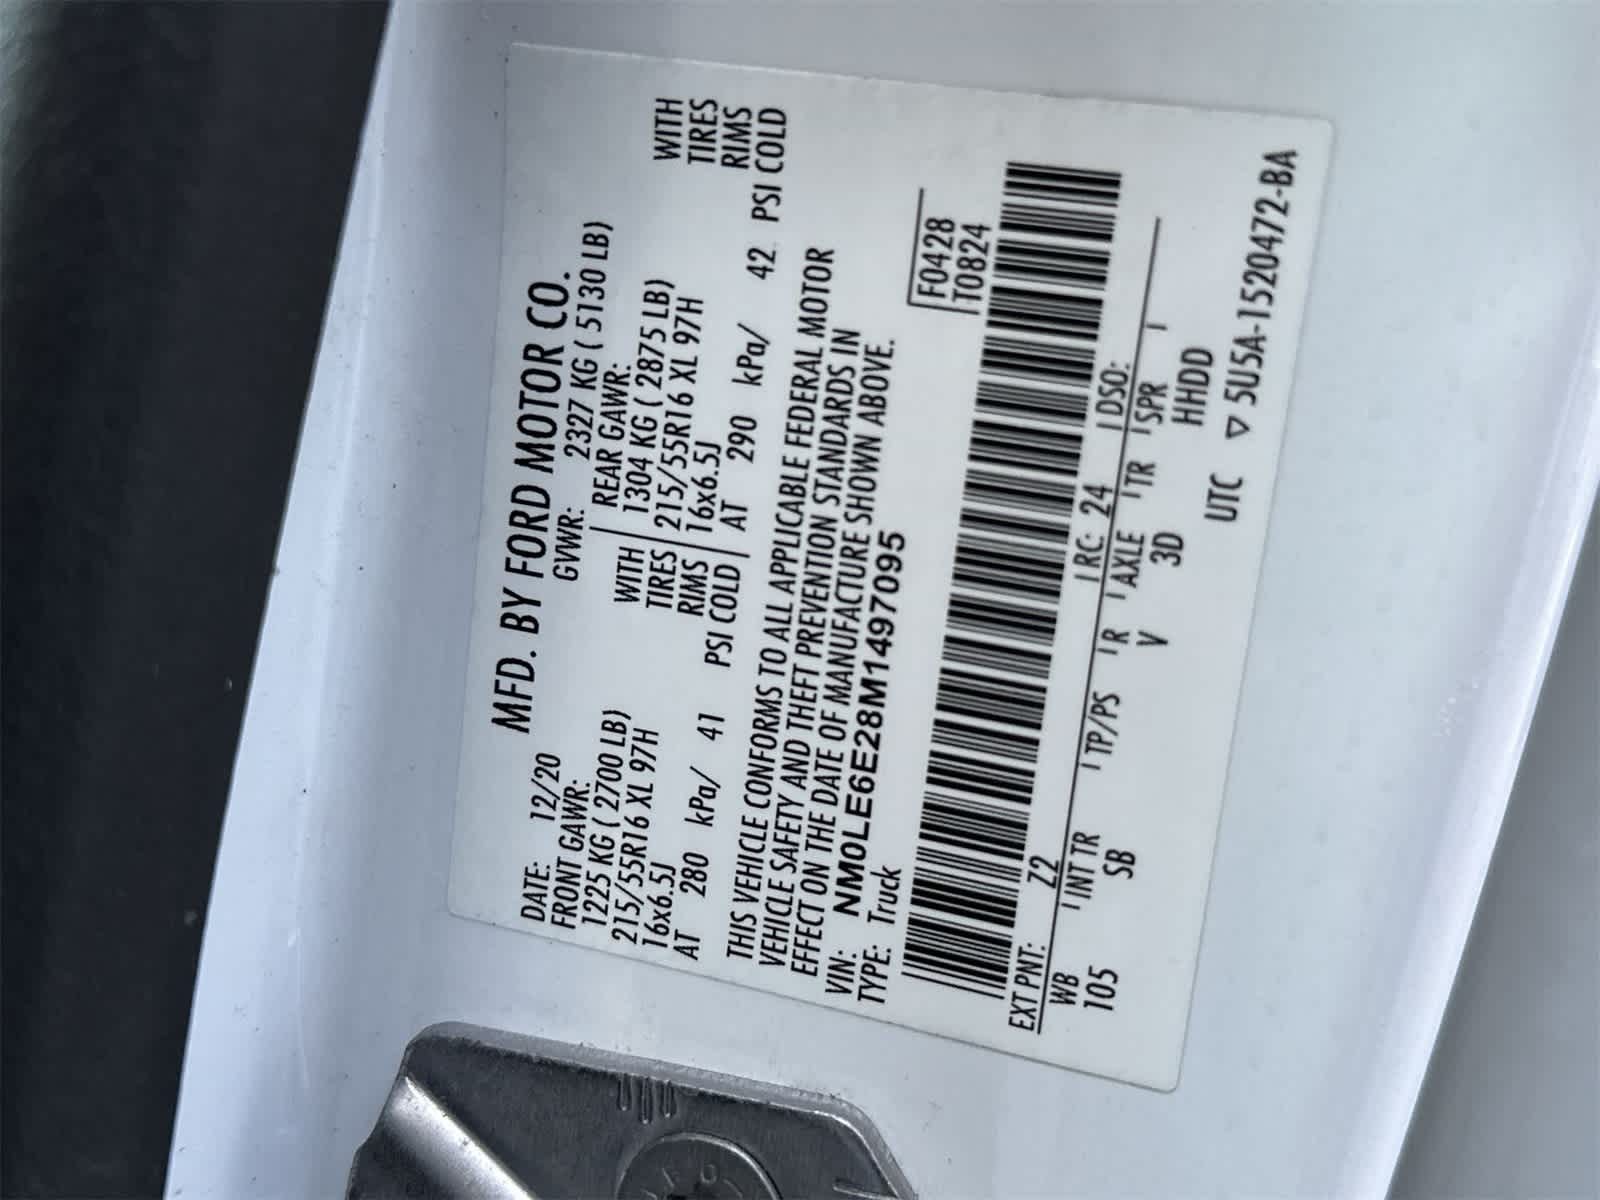 MFD. BY FORD MOTOR CO.
DATE: 12/20 GVWR: 2327 KG ( 5130 LB)
FRONT GAWR: REAR GAWR:
1225 KG ( 2700 LB) WITH 1304 KG ( 2875 LB) WITH
215/55R16 XL 97H TIRES 215/55R16 XL 97H TIRES
16x6.5J RIMS 16x6.5J RIMS
AT 280 kPa/ 41 PSI COLD AT 290 kPa/ 42 PSI COLD
THIS VEHICLE CONFORMS TO ALL APPLICABLE FEDERAL MOTOR
VEHICLE SAFETY AND THEFT PREVENTION STANDARDS IN
EFFECT ON THE DATE OF MANUFACTURE SHOWN ABOVE.
VIN: NM0LE6E28M1497095
TYPE: Truck
F0428
T0824
EXT PNT: Z2 RC: 24 DSO:
WB INT TR TP/PS R AXLE TR SPR
105 SB V 3D HHDD
UTC ▽ 5U5A-1520472-BA